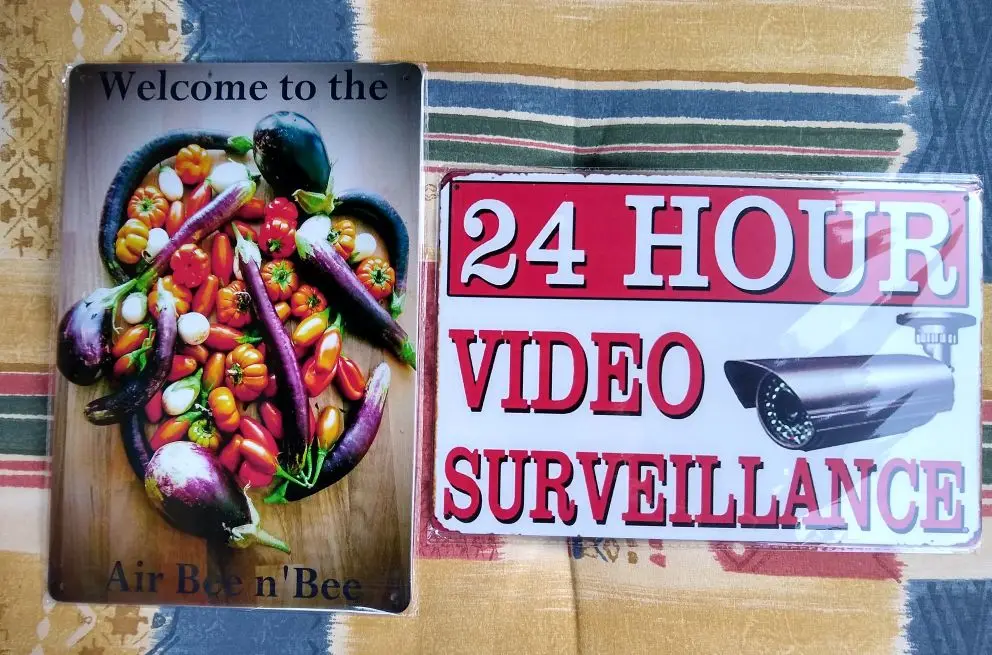 Welcome to the
Air Bee n'Bee
24 HOUR
VIDEO
SURVEILLANCE